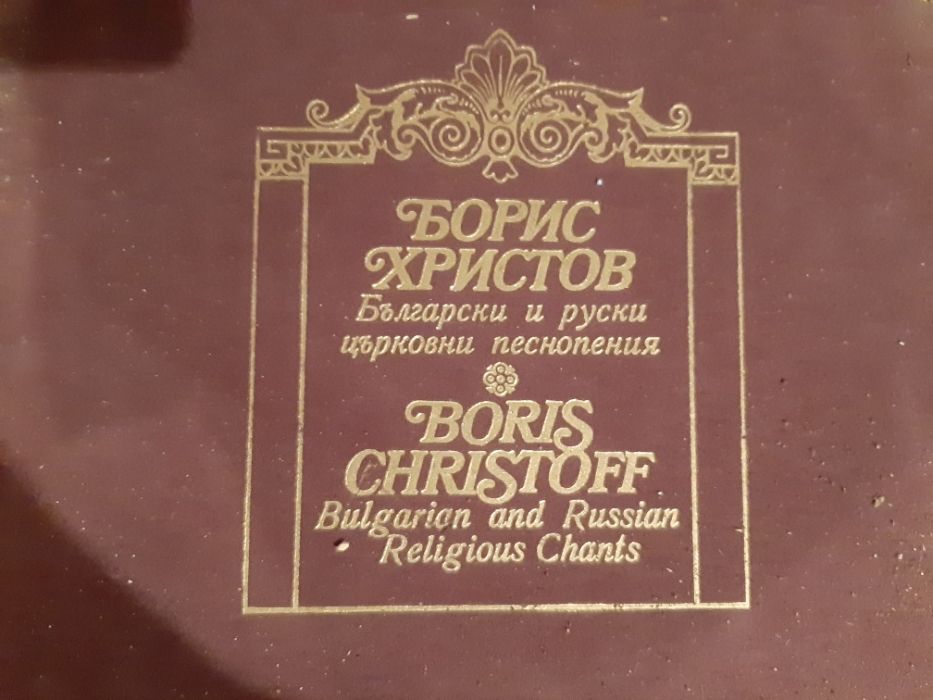 БОРИС
ХРИСТОВ
Български и руски
църковни песнопения
BORIS
CHRISTOFF
Bulgarian and Russian
Religious Chants